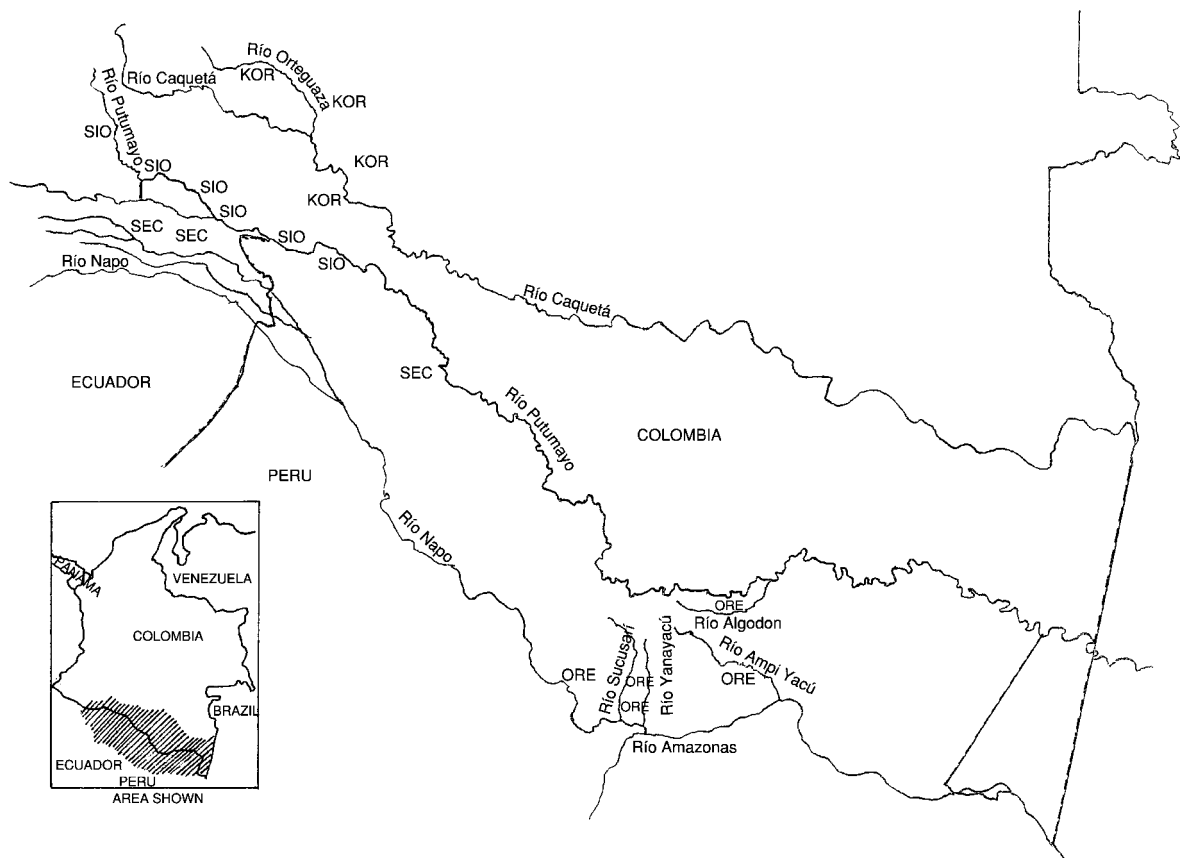 Río Orteguaza
KOR
Río Caquetá
Río Putumayo
KOR
SIO
SIO
KOR
SIO
KOR
SIO
SEC
SEC
SIO
SIO
Río Napo
Río Caquetá
ECUADOR
SEC
Río Putumayo
COLOMBIA
PERU
Río Napo
ORE
Río Algodon
Río Sucusarí
Río Yanayacú
Río Ampi Yacú
ORE
ORE
ORE
ORE
Río Amazonas
PANAMA
VENEZUELA
COLOMBIA
BRAZIL
ECUADOR
PERU
AREA SHOWN